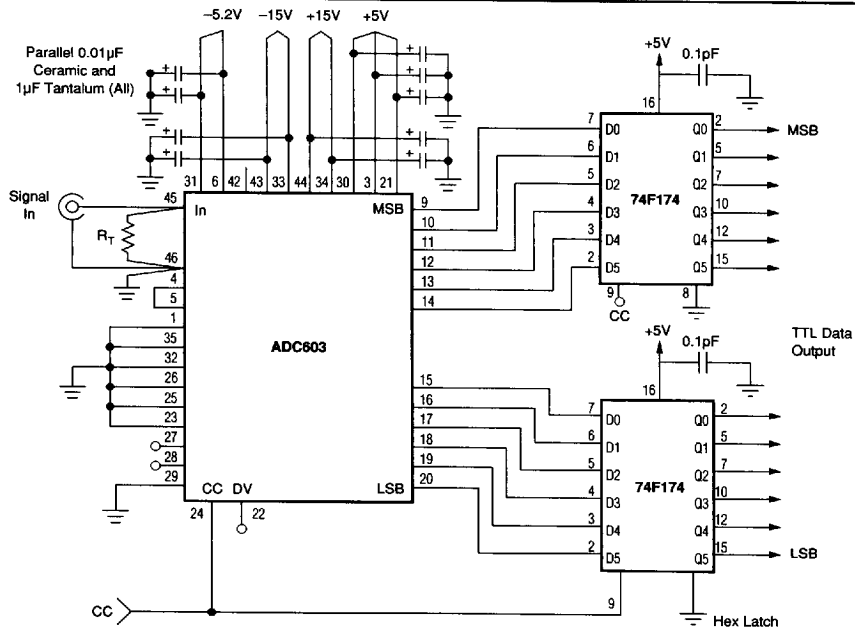 −5.2V −15V +15V +5V
Parallel 0.01µF
Ceramic and
1µF Tantalum (All)
+ + + + + + + + +
31 6 42 43 33 44 34 30 3 21
Signal
In
45
46
R_T
4
5
1
35
32
26
25
23
27
28
29
In
MSB
ADC603
CC DV
LSB
24
22
9
10
11
12
13
14
15
16
17
18
19
20
+5V
0.1pF
16
7 D0 Q0 2 MSB
6 D1 Q1 5
5 D2 Q2 7
74F174
4 D3 Q3 10
3 D4 Q4 12
2 D5 Q5 15
9 8
CC
TTL Data
Output
+5V
0.1pF
16
7 D0 Q0 2
6 D1 Q1 5
5 D2 Q2 7
74F174
4 D3 Q3 10
3 D4 Q4 12
2 D5 Q5 15 LSB
9
CC
Hex Latch